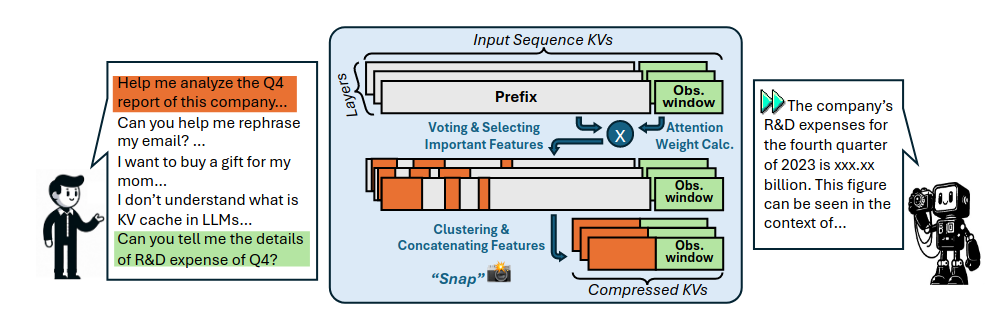 Help me analyze the Q4
report of this company...
Can you help me rephrase
my email? ...
I want to buy a gift for my
mom...
I don't understand what is
KV cache in LLMs...
Can you tell me the details
of R&D expense of Q4?
Input Sequence KVs
Layers
Prefix
Obs.
window
Voting & Selecting
Important Features
X
Attention
Weight Calc.
Obs.
window
Clustering &
Concatenating Features
Obs.
window
“Snap”
Compressed KVs
The company's
R&D expenses for
the fourth quarter
of 2023 is xxx.xx
billion. This figure
can be seen in the
context of...